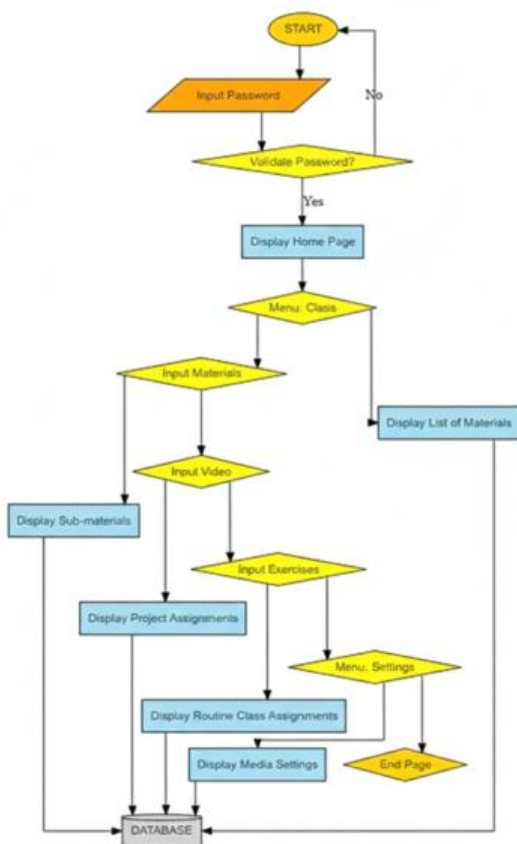 START
Input Password
No
Validate Password?
Yes
Display Home Page
Menu: Clasis
Input Materials
Display List of Materials
Input Video
Display Sub-materials
Input Exercises
Display Project Assignments
Menu. Settings
Display Routine Class Assignments
Display Media Settings
End Page
DATABASE